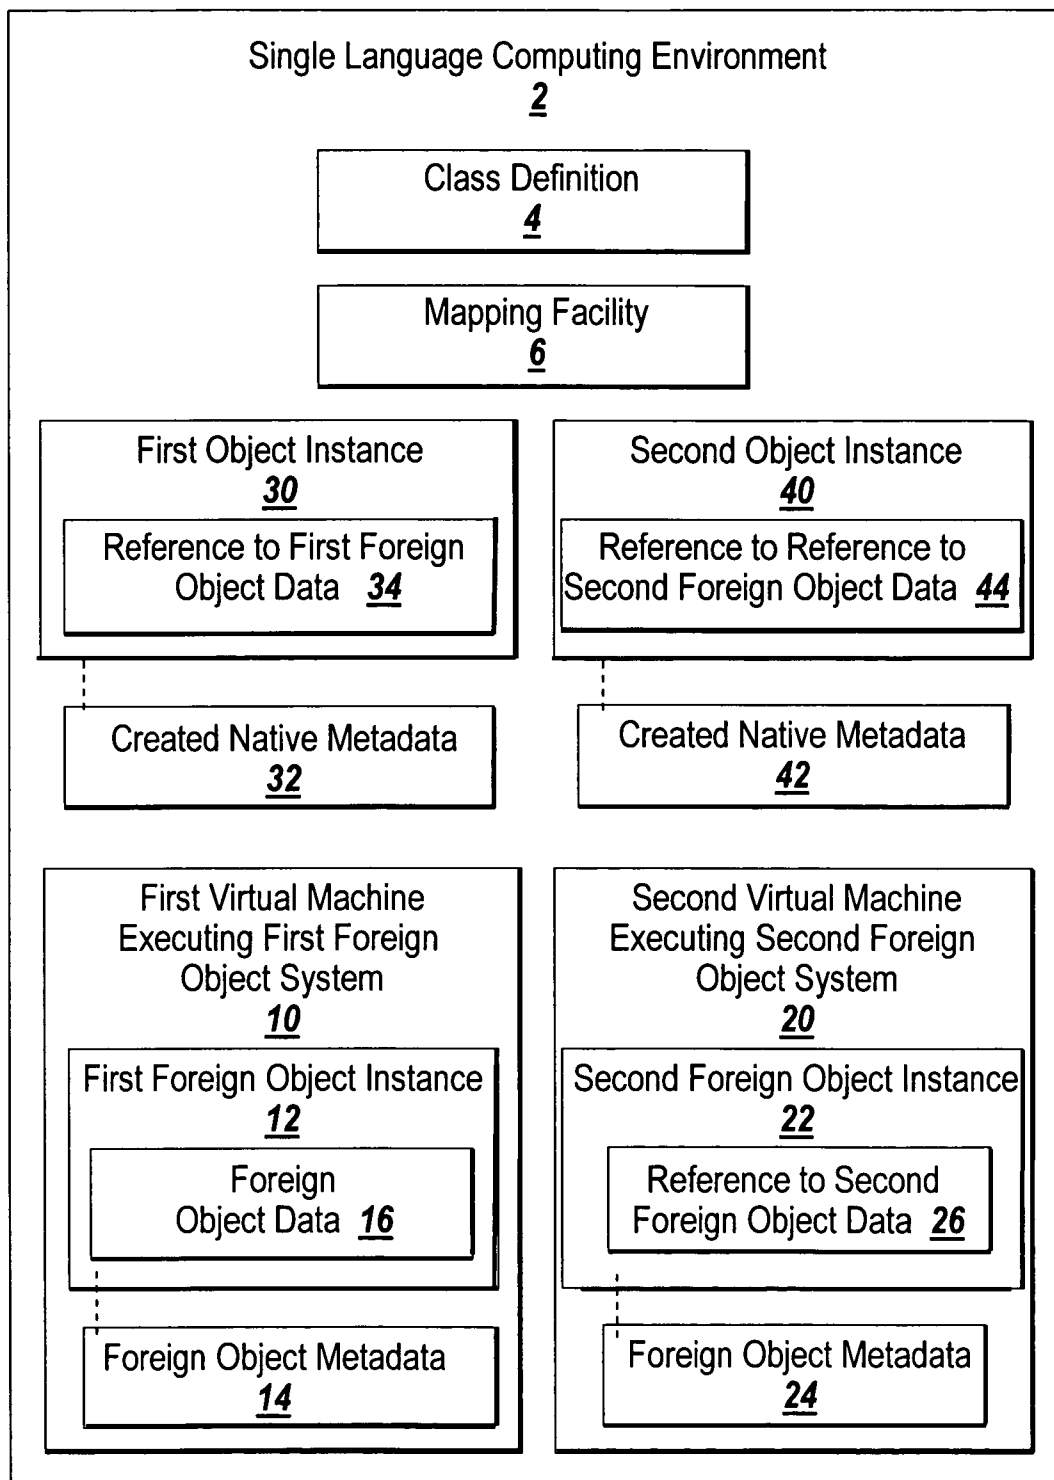 Single Language Computing Environment
2
Class Definition
4
Mapping Facility
6
First Object Instance
30
Reference to First Foreign
Object Data 34
Created Native Metadata
32
Second Object Instance
40
Reference to Reference to
Second Foreign Object Data 44
Created Native Metadata
42
First Virtual Machine
Executing First Foreign
Object System
10
First Foreign Object Instance
12
Foreign
Object Data 16
Foreign Object Metadata
14
Second Virtual Machine
Executing Second Foreign
Object System
20
Second Foreign Object Instance
22
Reference to Second
Foreign Object Data 26
Foreign Object Metadata
24